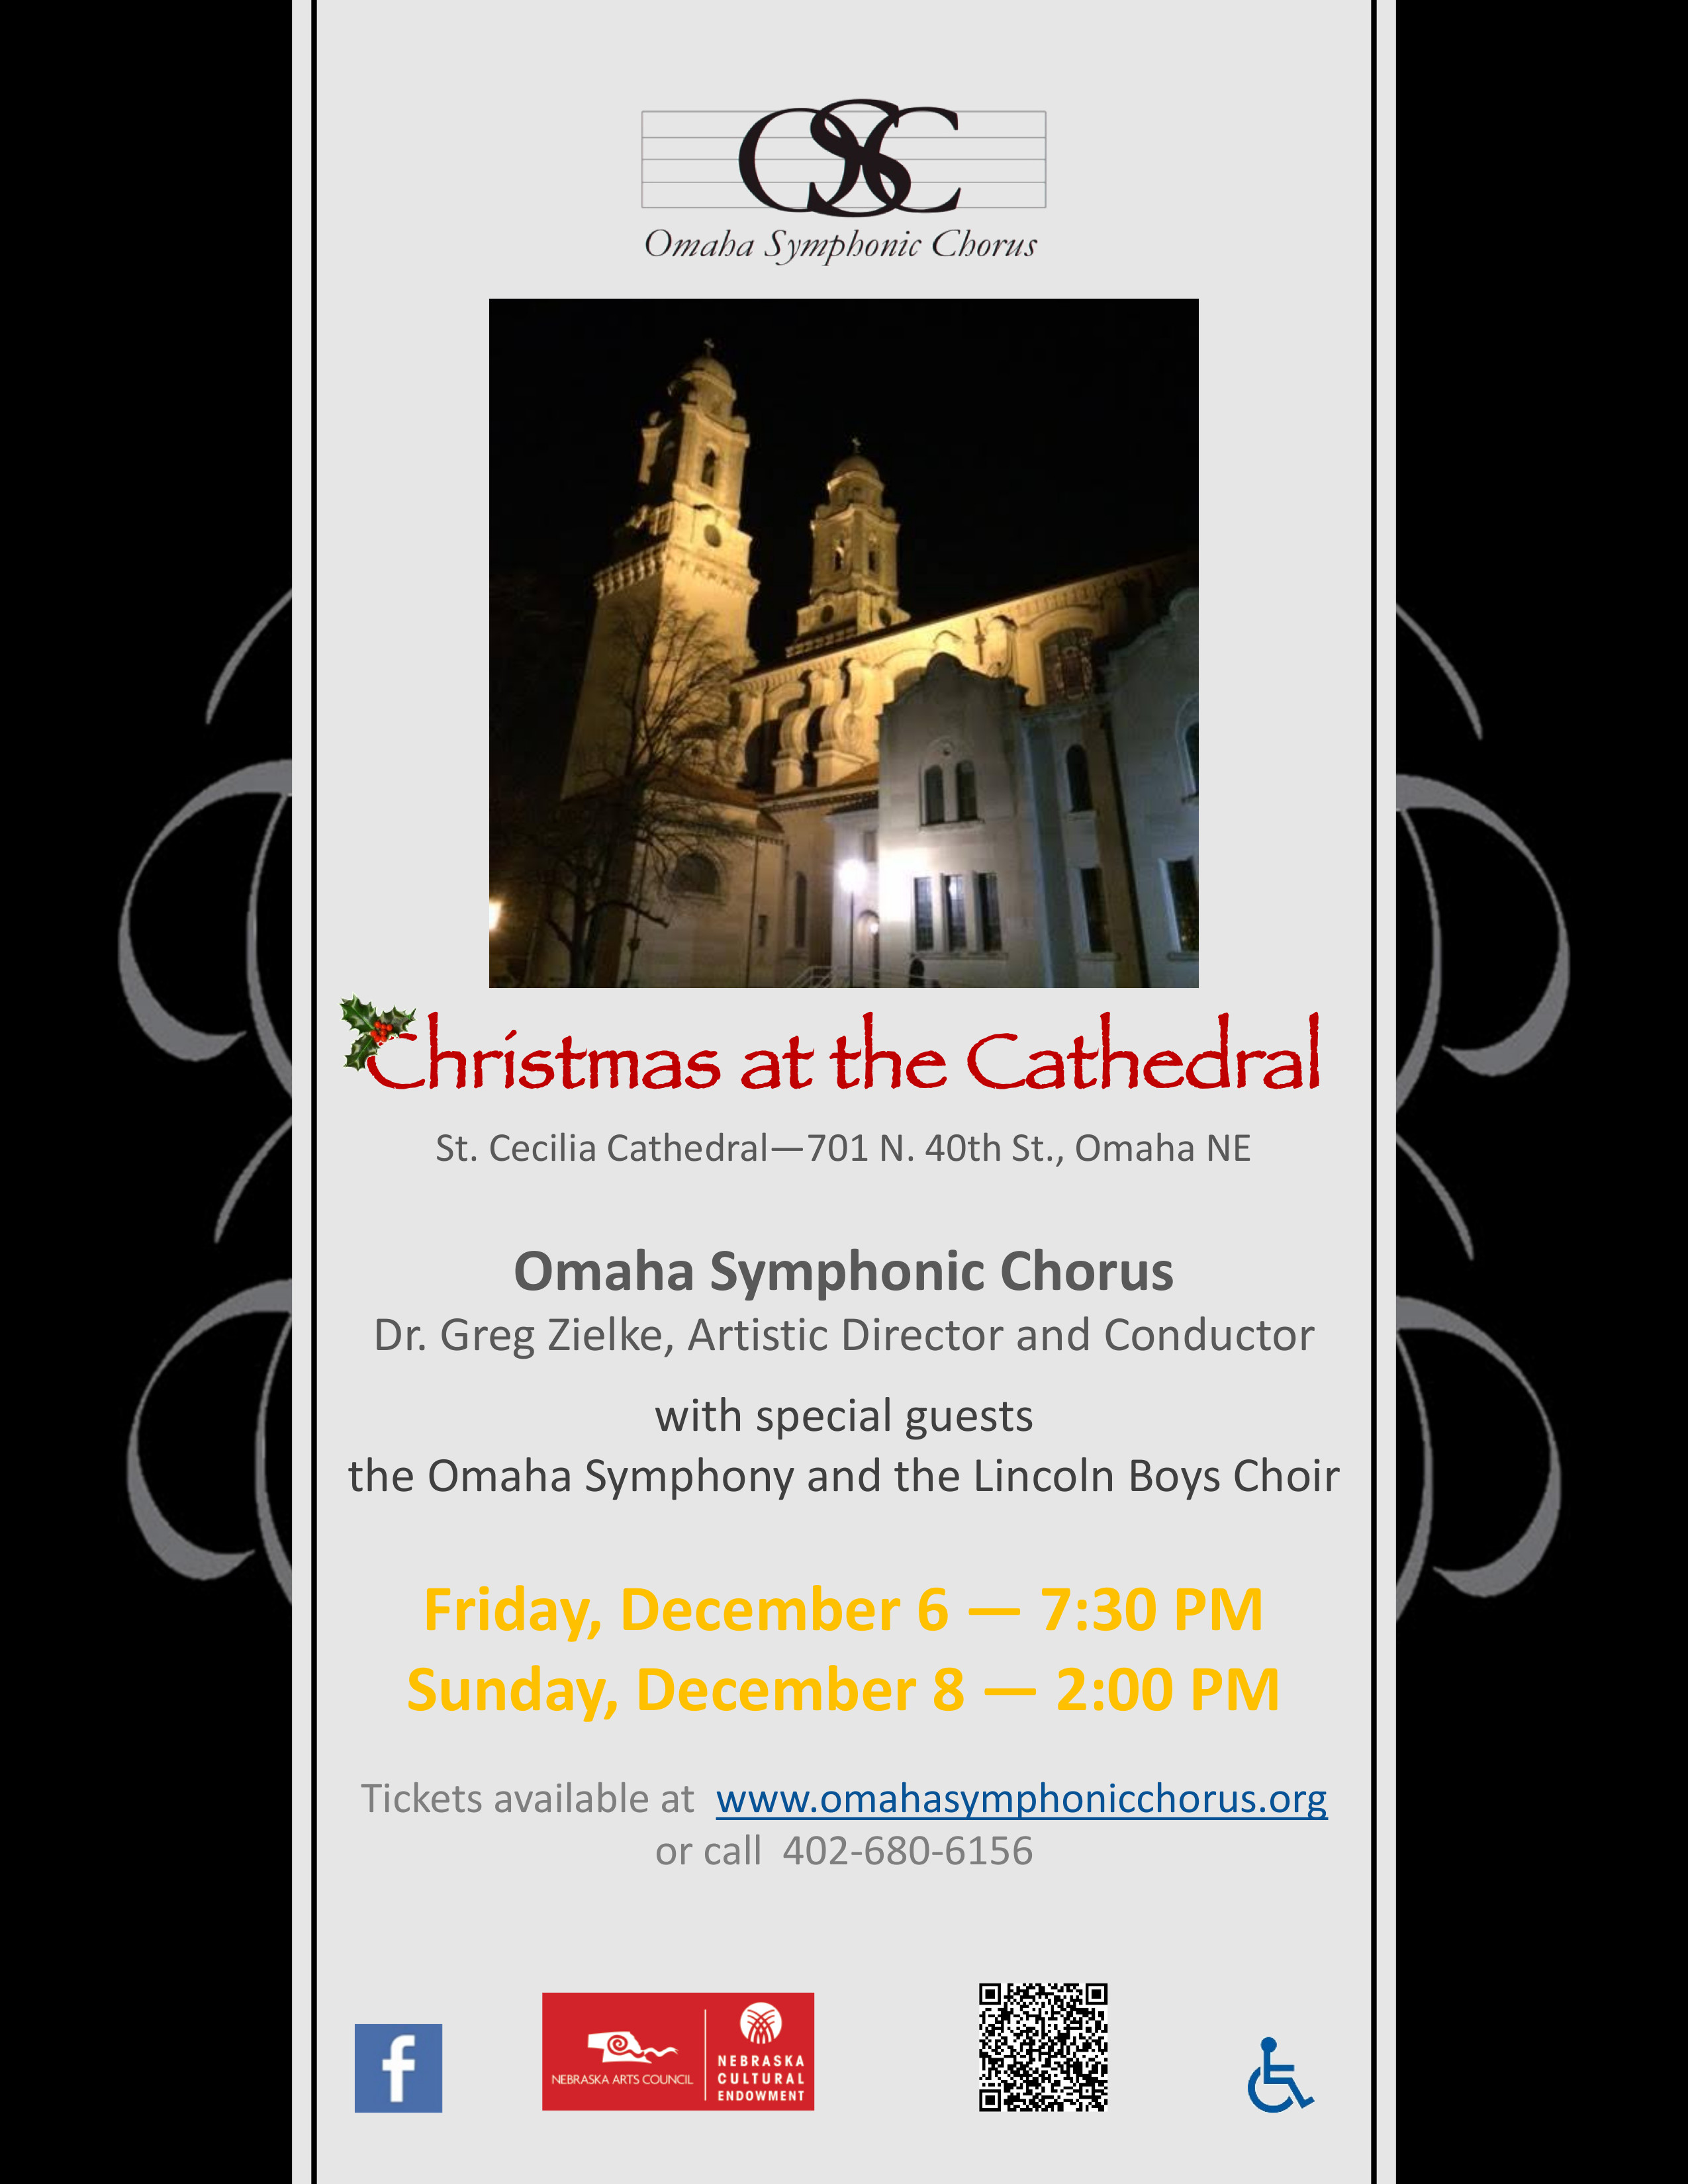 OSC
Omaha Symphonic Chorus
Christmas at the Cathedral
St. Cecilia Cathedral—701 N. 40th St., Omaha NE
Omaha Symphonic Chorus
Dr. Greg Zielke, Artistic Director and Conductor
with special guests
the Omaha Symphony and the Lincoln Boys Choir
Friday, December 6 — 7:30 PM
Sunday, December 8 — 2:00 PM
Tickets available at www.omahasymphonicchorus.org
or call 402-680-6156
f
NEBRASKA ARTS COUNCIL
NEBRASKA
CULTURAL
ENDOWMENT